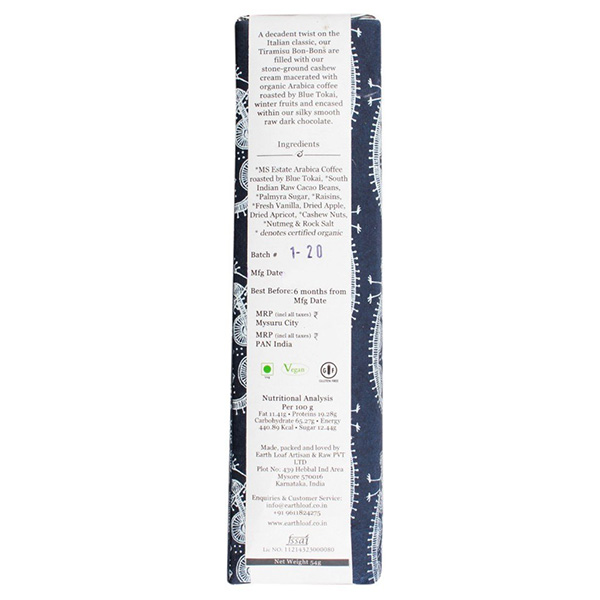 A decadent twist on the
Italian classic, our
Tiramisu Bon-Bons are
filled with our
stone-ground cashew
cream macerated with
organic Arabica coffee
roasted by Blue Tokai,
winter fruits and encased
within our silky smooth
raw dark chocolate.
Ingredients
*MS Estate Arabica Coffee
roasted by Blue Tokai, *South
Indian Raw Cacao Beans,
*Palmyra Sugar, *Raisins,
*Fresh Vanilla, Dried Apple,
Dried Apricot, *Cashew Nuts,
*Nutmeg & Rock Salt
* denotes certified organic
Batch # 1-20
Mfg Date
Best Before: 6 months from
Mfg Date
MRP (incl all taxes) ₹
Mysuru City
MRP (incl all taxes) ₹
PAN India
Vegan
GLUTEN FREE
Nutritional Analysis
Per 100 g
Fat 11.41g • Proteins 19.28g
Carbohydrate 65.27g • Energy
440.89 Kcal • Sugar 12.44g
Made, packed and loved by
Earth Loaf Artisan & Raw PVT
LTD
Plot No. 439 Hebbal Ind Area
Mysore 570016
Karnataka, India
Enquiries & Customer Service:
info@earthloaf.co.in
+91 9611824275
www.earthloaf.co.in
fssai
Lic NO: 11214323000080
Net Weight 54g